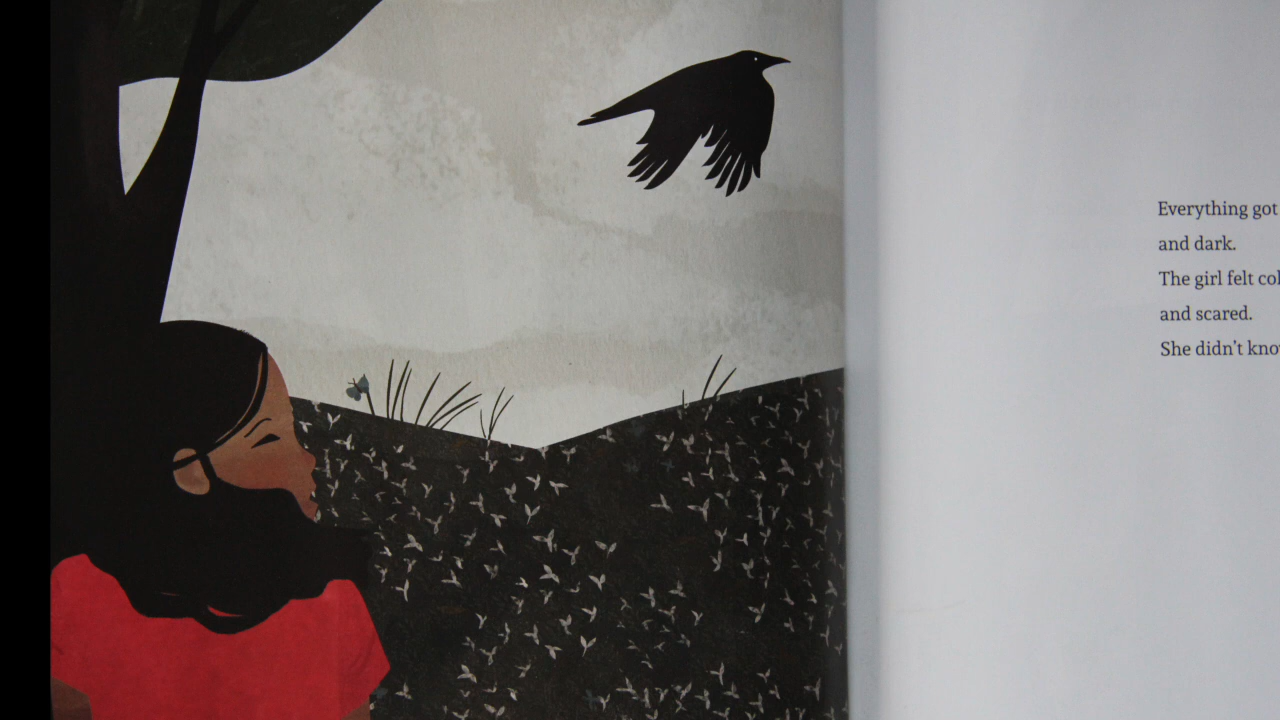 Everything got
and dark.
The girl felt
and scared.
She didn't